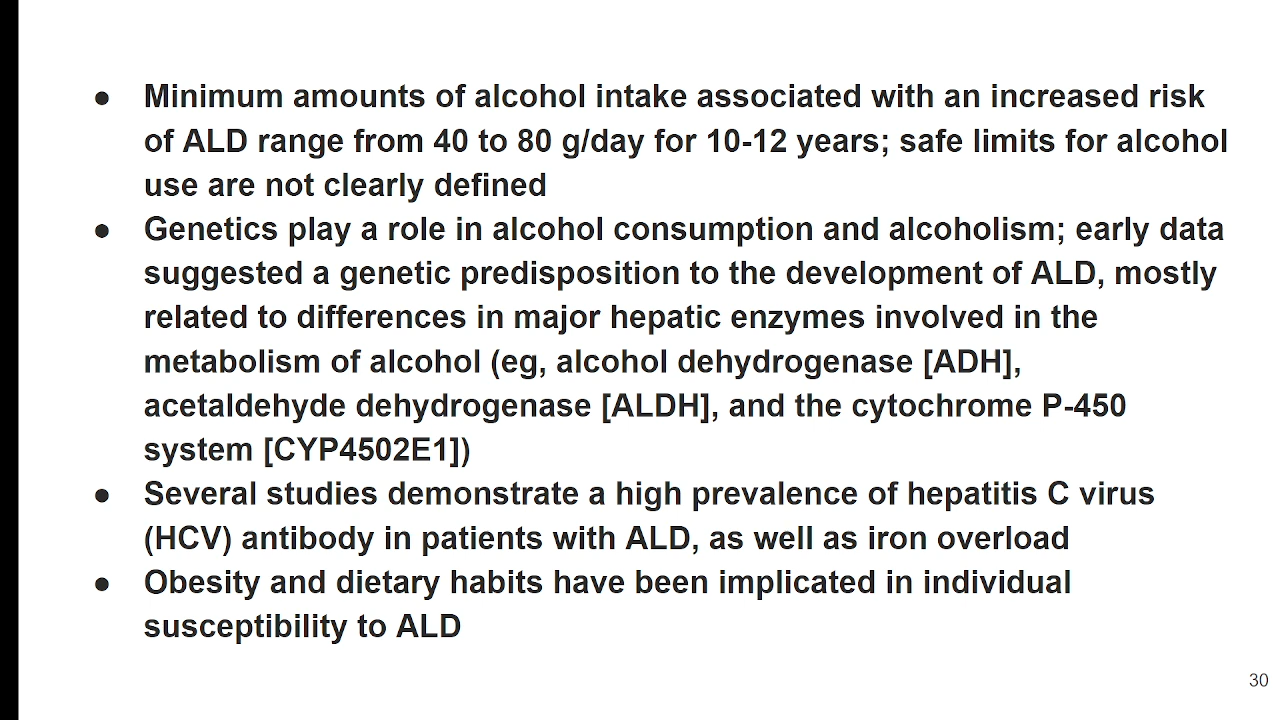 ● Minimum amounts of alcohol intake associated with an increased risk
of ALD range from 40 to 80 g/day for 10-12 years; safe limits for alcohol
use are not clearly defined
● Genetics play a role in alcohol consumption and alcoholism; early data
suggested a genetic predisposition to the development of ALD, mostly
related to differences in major hepatic enzymes involved in the
metabolism of alcohol (eg, alcohol dehydrogenase [ADH],
acetaldehyde dehydrogenase [ALDH], and the cytochrome P-450
system [CYP4502E1])
● Several studies demonstrate a high prevalence of hepatitis C virus
(HCV) antibody in patients with ALD, as well as iron overload
● Obesity and dietary habits have been implicated in individual
susceptibility to ALD
30